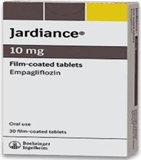 Jardiance®
10 mg
Film-coated tablets
Empagliflozin
Oral use
30 film-coated tablets
Boehringer
Ingelheim